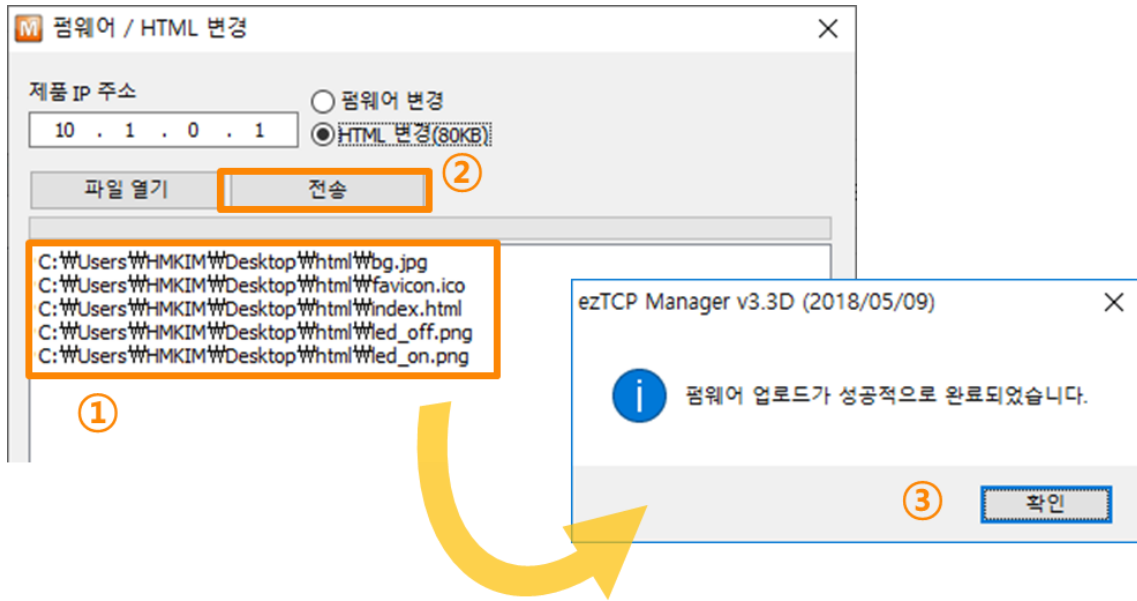 M 펌웨어 / HTML 변경
제품 IP 주소
펌웨어 변경
10 . 1 . 0 . 1
HTML 변경(80KB)
②
파일 열기
전송
C:₩Users₩HMKIM₩Desktop₩html₩bg.jpg
C:₩Users₩HMKIM₩Desktop₩html₩favicon.ico
C:₩Users₩HMKIM₩Desktop₩html₩index.html
C:₩Users₩HMKIM₩Desktop₩html₩led_off.png
C:₩Users₩HMKIM₩Desktop₩html₩led_on.png
①
ezTCP Manager v3.3D (2018/05/09)
펌웨어 업로드가 성공적으로 완료되었습니다.
③
확인